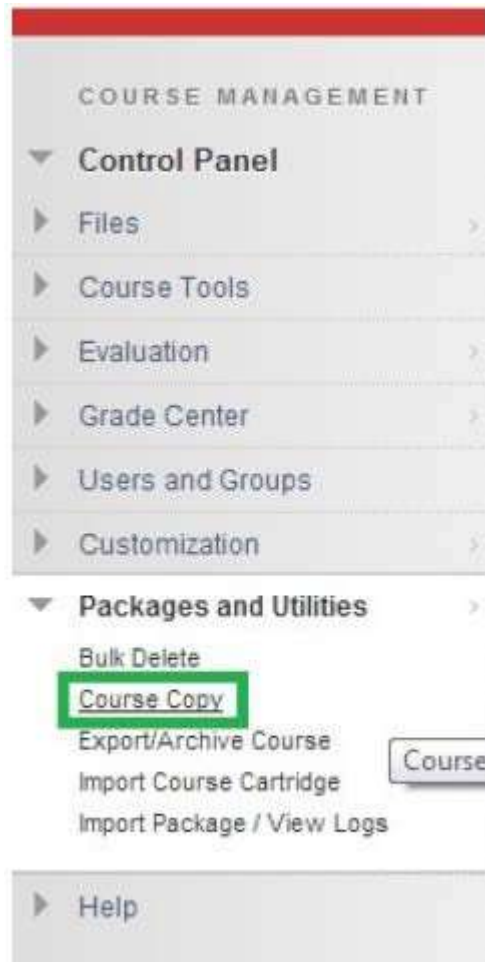 COURSE MANAGEMENT
Control Panel
Files
Course Tools
Evaluation
Grade Center
Users and Groups
Customization
Packages and Utilities
Bulk Delete
Course Copy
Export/Archive Course
Course
Import Course Cartridge
Import Package / View Logs
Help